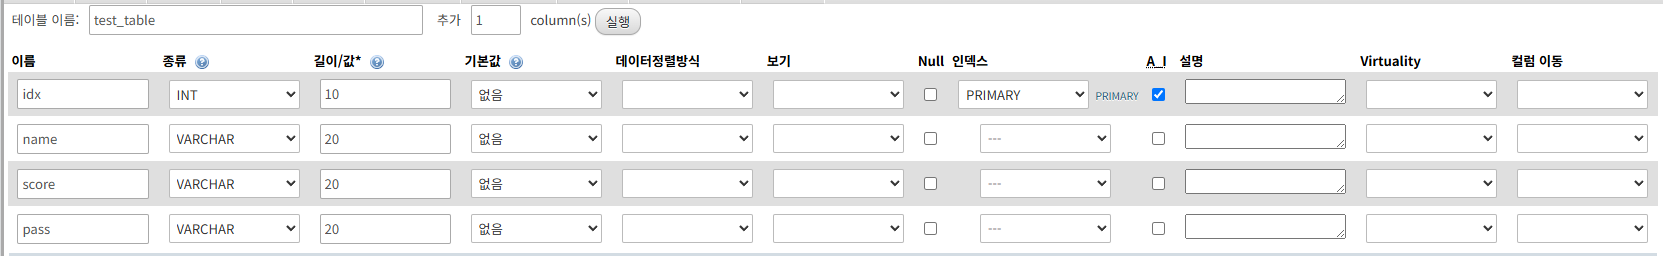 테이블 이름: test_table 추가 1 column(s) 실행
이름 종류 길이/값* 기본값 데이터정렬방식 보기 Null 인덱스 A_I 설명 Virtuality 컬럼 이동
idx INT 10 없음 PRIMARY PRIMARY
name VARCHAR 20 없음 ---
score VARCHAR 20 없음 ---
pass VARCHAR 20 없음 ---